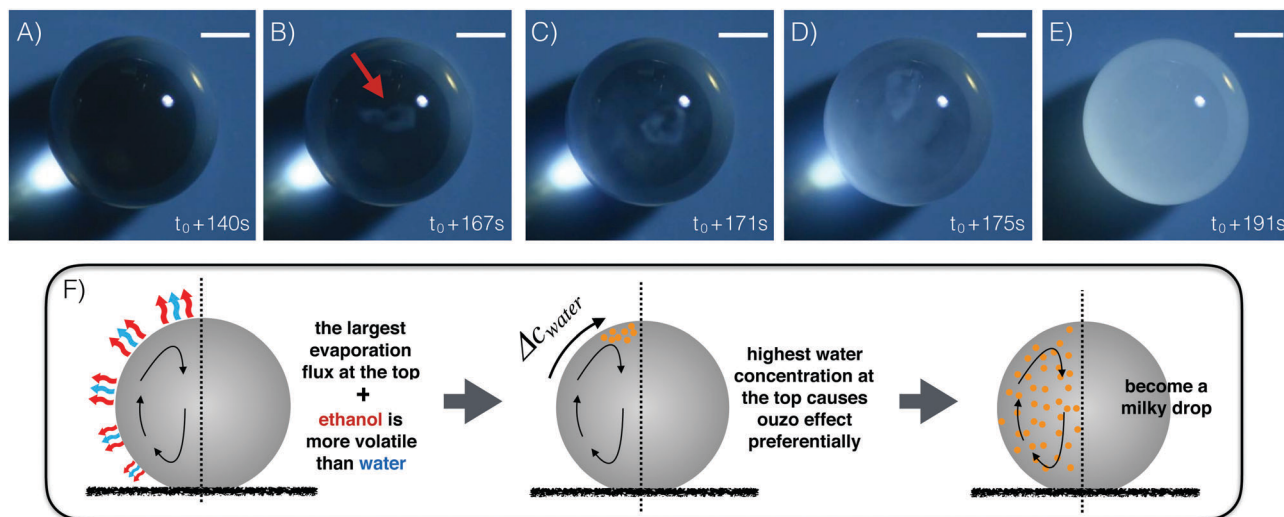 A)
t₀+140s
B)
t₀+167s
C)
t₀+171s
D)
t₀+175s
E)
t₀+191s
F)
the largest
evaporation
flux at the top
+
ethanol is
more volatile
than water
Δc_water
highest water
concentration at
the top causes
ouzo effect
preferentially
become a
milky drop